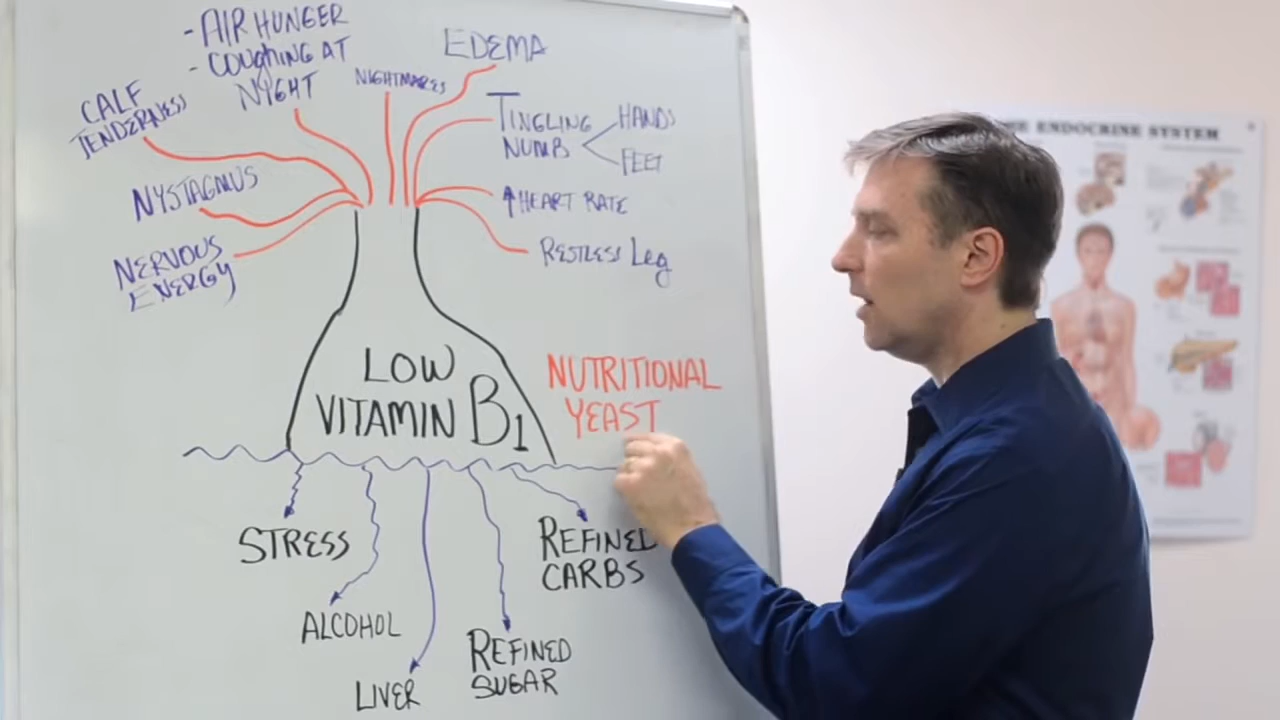 - AIR HUNGER
- COUGHING AT
NIGHT
EDEMA
NIGHTMARES
CALF
TENDERNESS
TINGLING
NUMB
HANDS
FEET
NYSTAGNUS
↑HEART RATE
NERVOUS
ENERGY
RESTLESS Leg
LOW
VITAMIN B1
NUTRITIONAL
YEAST
STRESS
REFINED
CARBS
ALCOHOL
REFINED
SUGAR
LIVER
ENDOCRINE SYSTEM